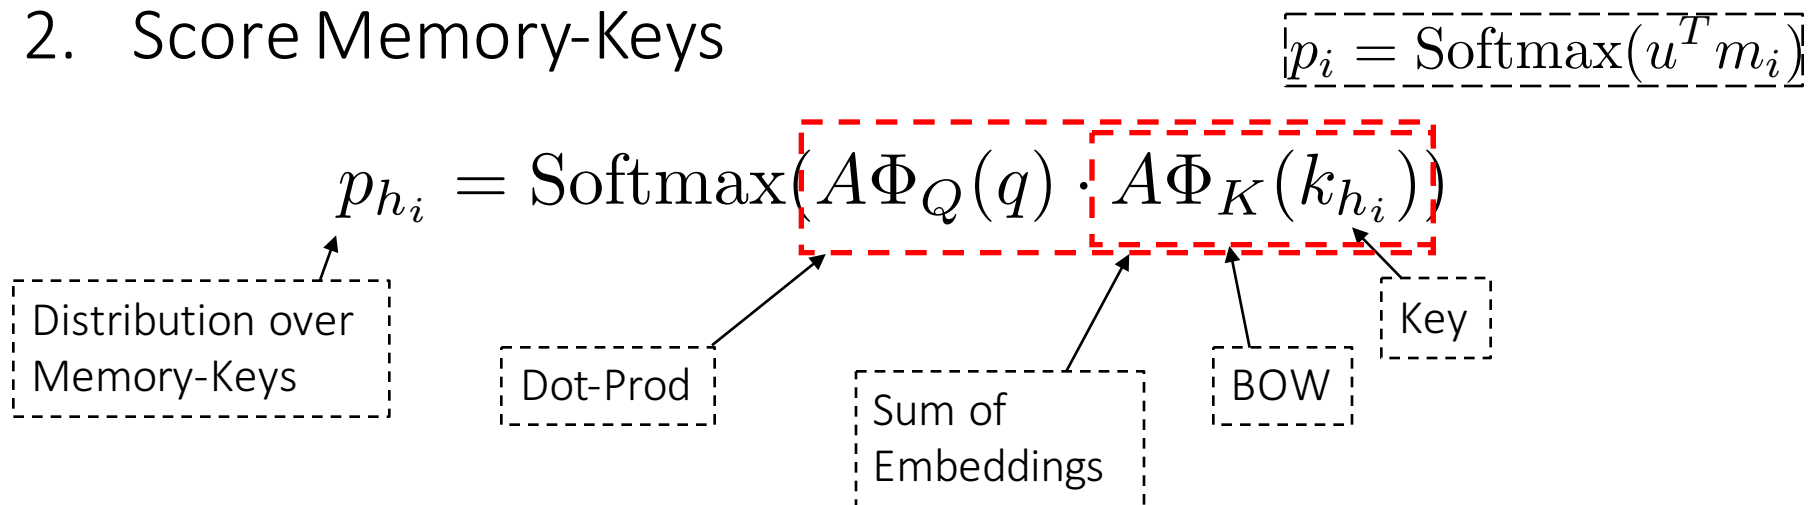 2. Score Memory-Keys
p_i = Softmax(u^T m_i)
p_{h_i} = Softmax(AΦ_Q(q) · AΦ_K(k_{h_i}))
Distribution over
Memory-Keys
Dot-Prod
Sum of
Embeddings
BOW
Key